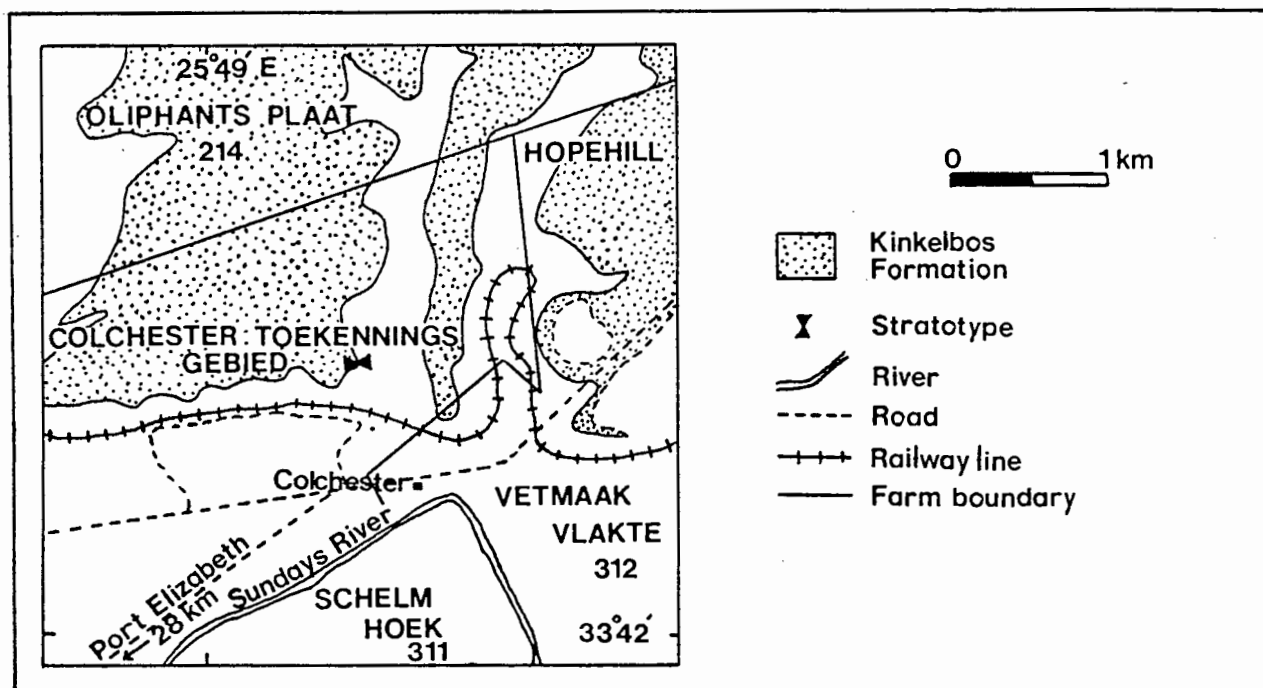 25°49' E
OLIPHANTS PLAAT
214
HOPEHILL
COLCHESTER TOEKENNINGS
GEBIED
Colchester
VETMAAK
VLAKTE
312
Port Elizabeth
28 km
Sundays River
SCHELM
HOEK
311
33°42'
0 1 km
Kinkelbos
Formation
Stratotype
River
Road
Railway line
Farm boundary